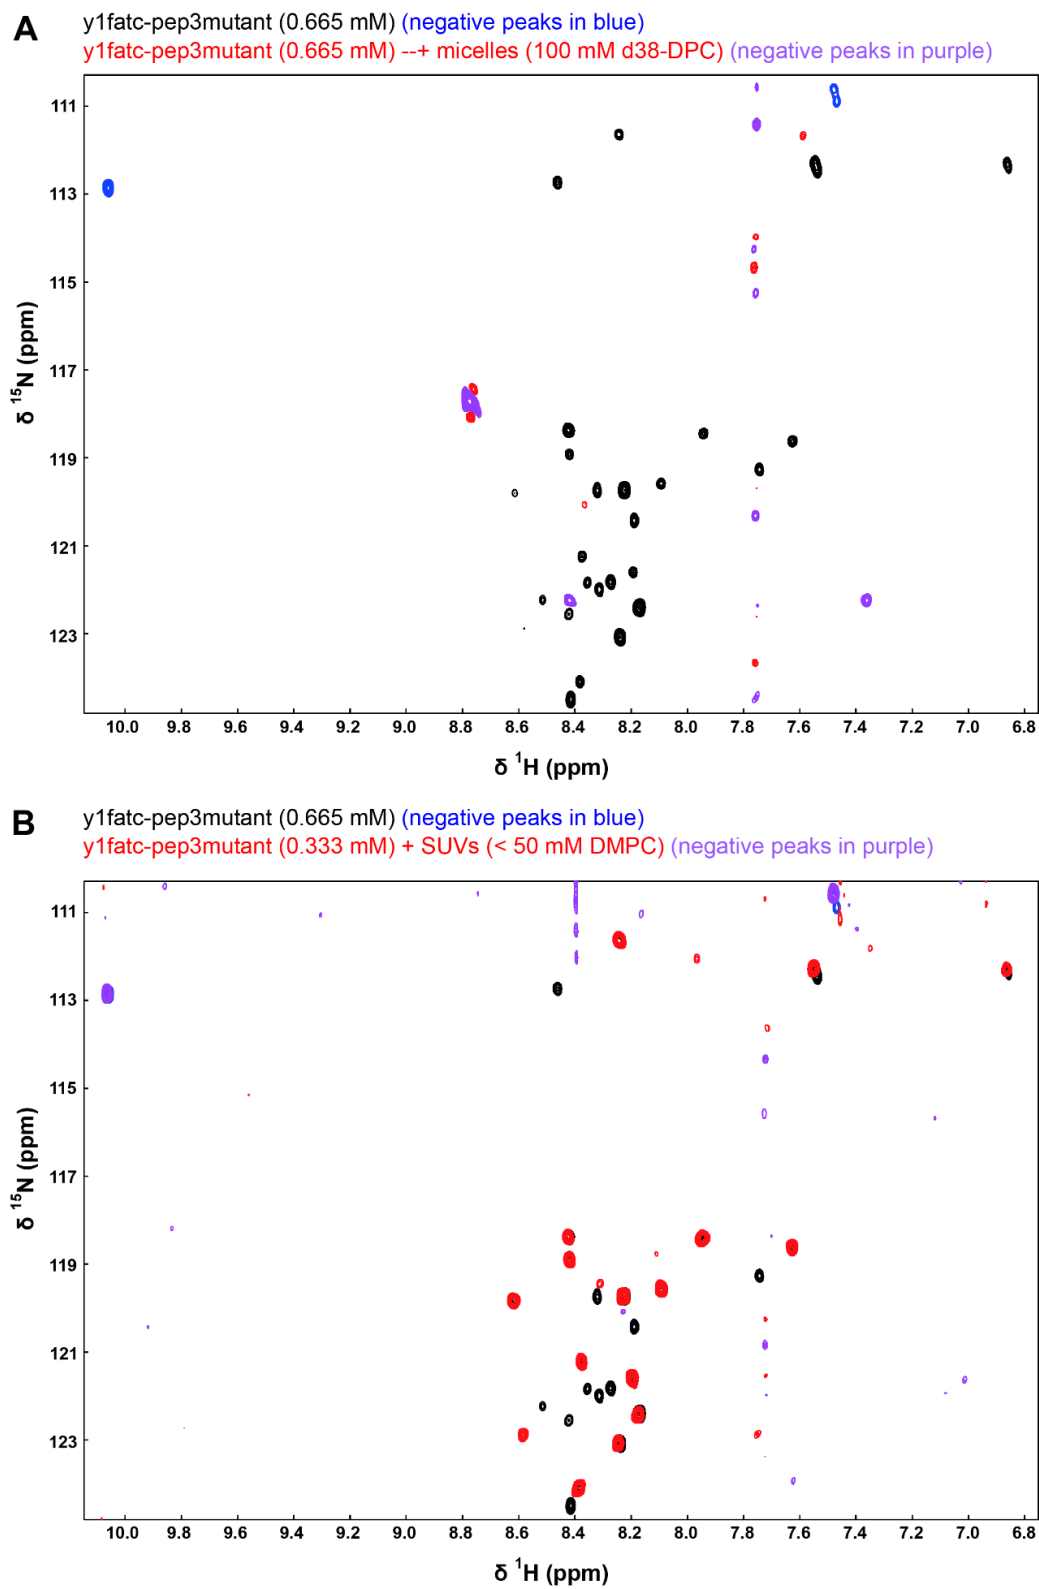 A
y1fatc-pep3mutant (0.665 mM) (negative peaks in blue)
y1fatc-pep3mutant (0.665 mM) --+ micelles (100 mM d38-DPC) (negative peaks in purple)
111
113
115
117
119
121
123
δ 15N (ppm)
10.0 9.8 9.6 9.4 9.2 9.0 8.8 8.6 8.4 8.2 8.0 7.8 7.6 7.4 7.2 7.0 6.8
δ 1H (ppm)
B
y1fatc-pep3mutant (0.665 mM) (negative peaks in blue)
y1fatc-pep3mutant (0.333 mM) + SUVs (< 50 mM DMPC) (negative peaks in purple)
111
113
115
117
119
121
123
δ 15N (ppm)
10.0 9.8 9.6 9.4 9.2 9.0 8.8 8.6 8.4 8.2 8.0 7.8 7.6 7.4 7.2 7.0 6.8
δ 1H (ppm)